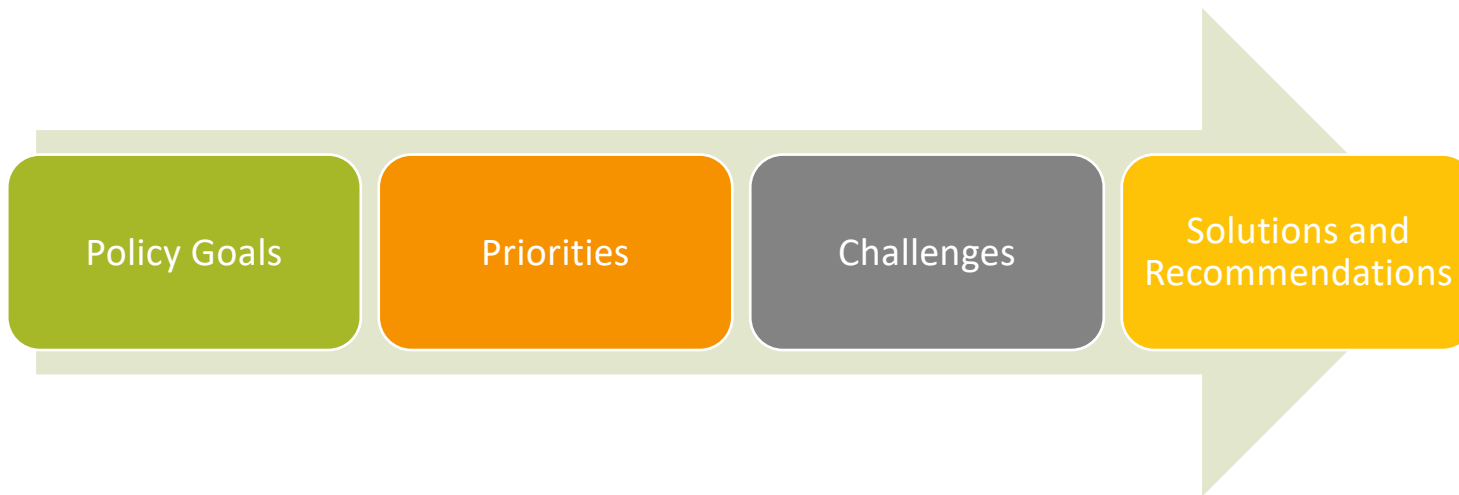 Policy Goals
Priorities
Challenges
Solutions and
Recommendations